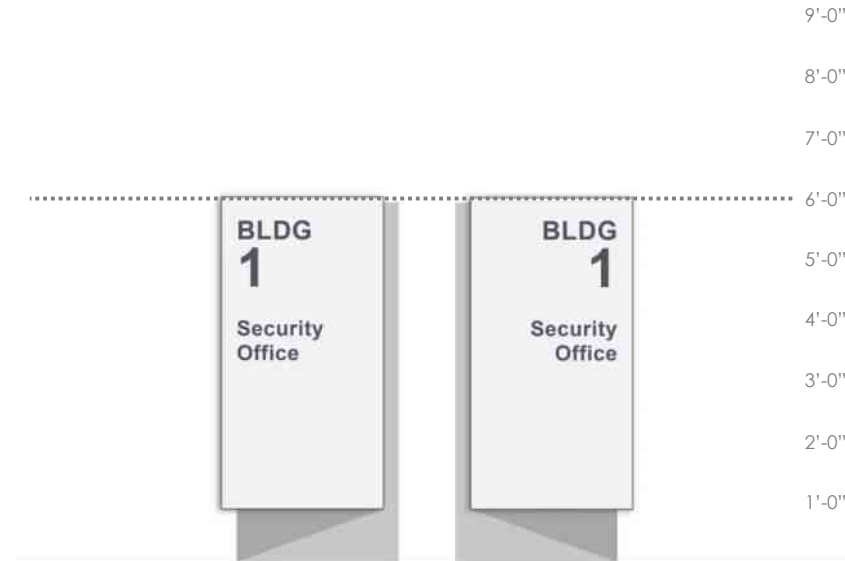 9’-0”
8’-0”
7’-0”
6’-0”
BLDG
1
Security
Office
BLDG
1
Security
Office
5’-0”
4’-0”
3’-0”
2’-0”
1’-0”